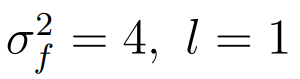 σ_f^2 = 4, l = 1